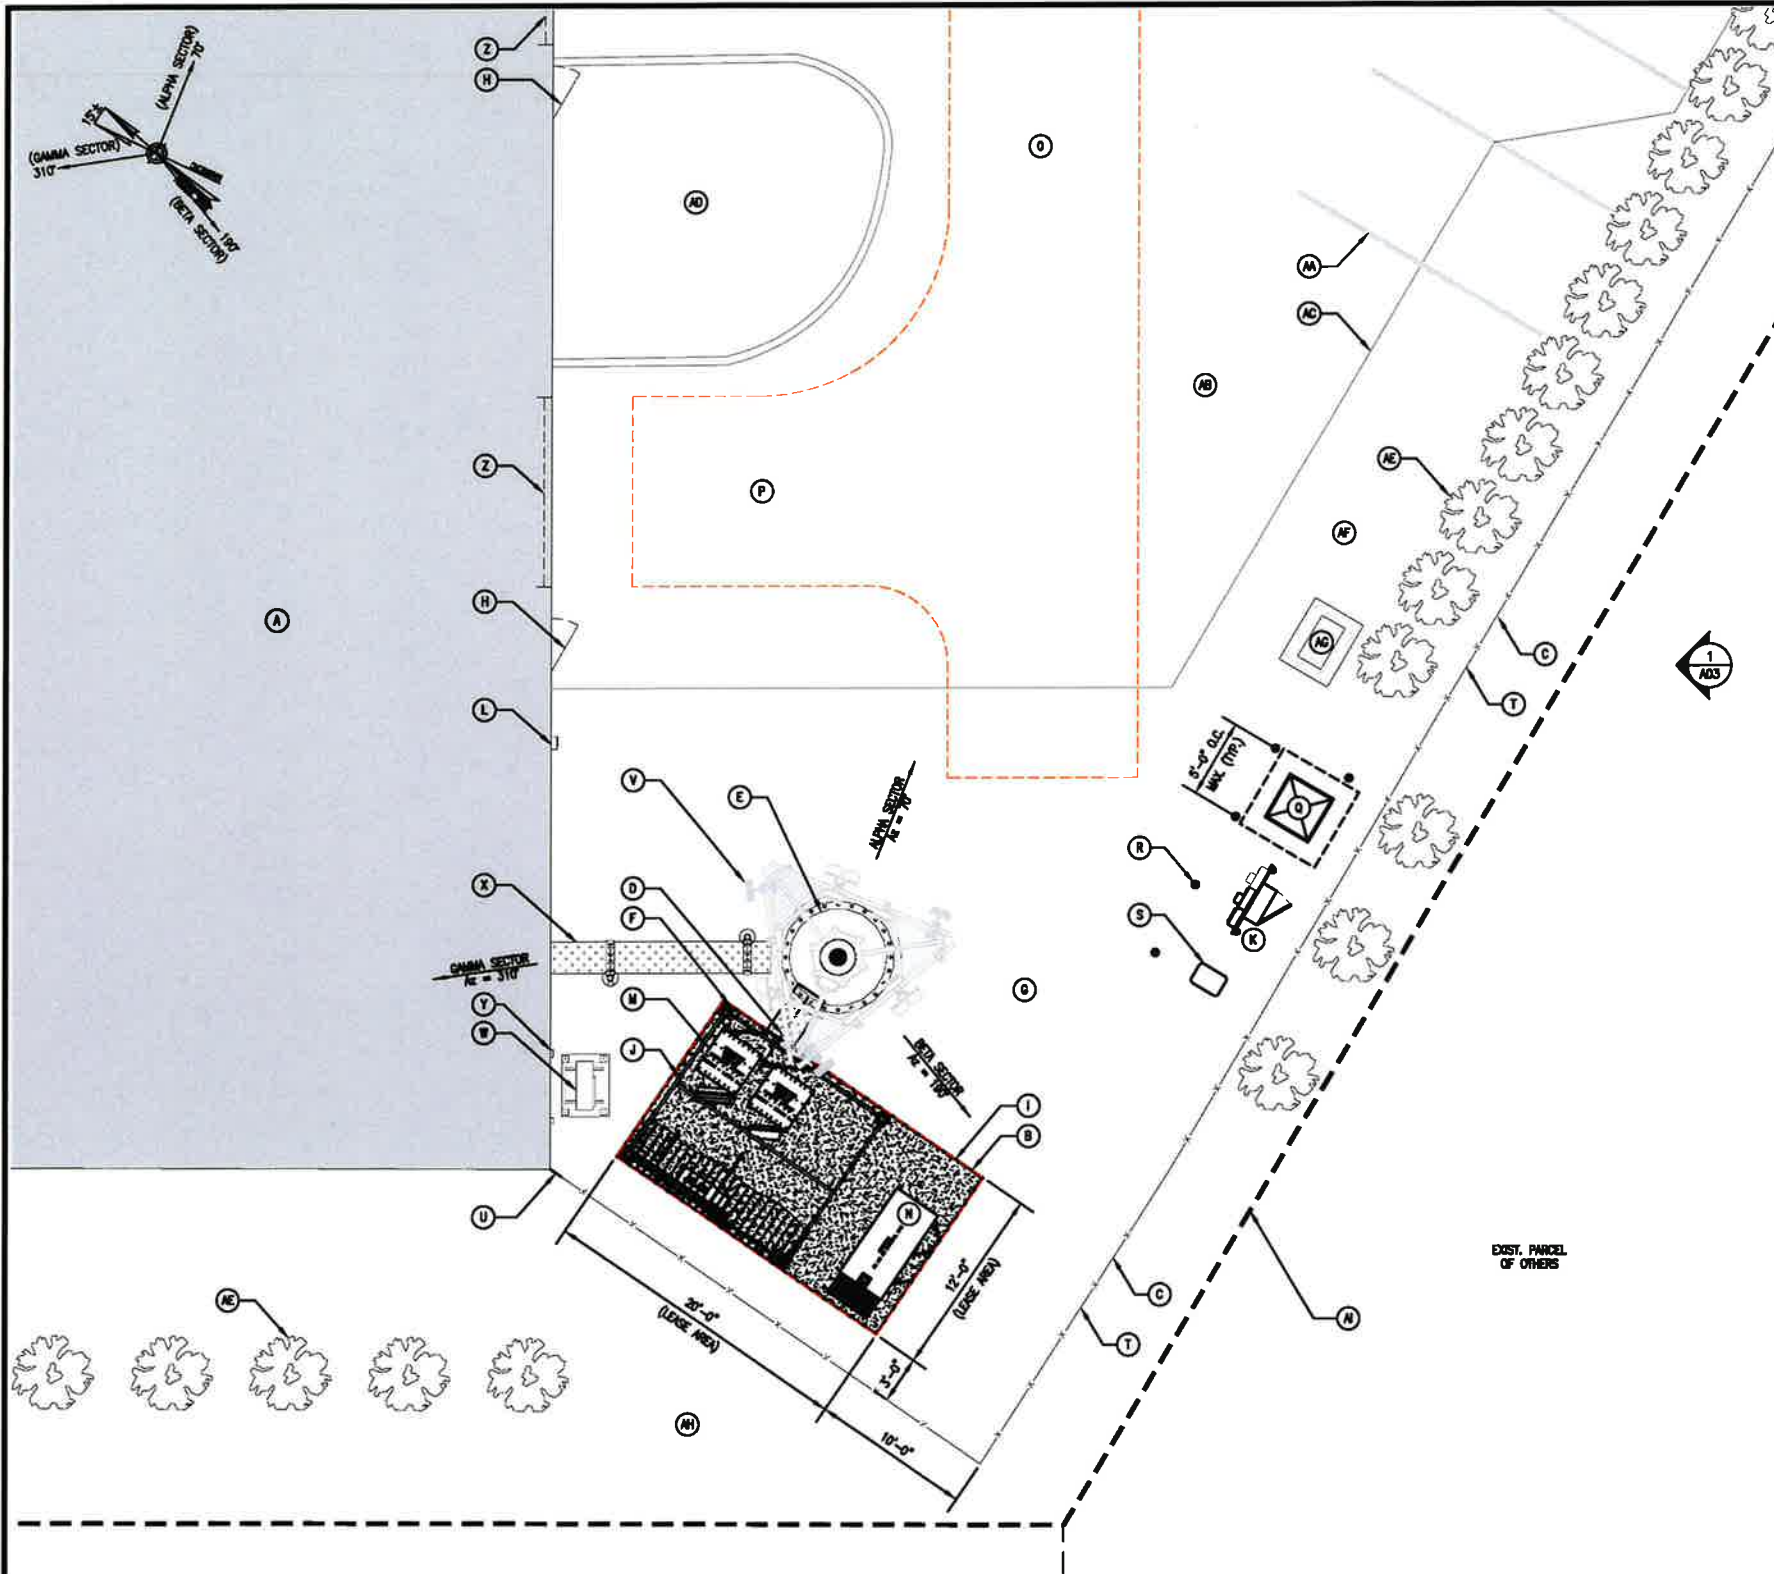 Z
H
(ALPHA SECTOR)
70°
15°
(GAMMA SECTOR)
310°
(BETA SECTOR)
190°
O
AD
AA
AC
AB
Z
P
AE
AF
H
A
AG
C
1
A03
T
L
5'-0" O.C.
MAX. (TYP.)
V
E
ALPHA SECTOR
Az = 70°
Q
R
X
D
F
S
K
GAMMA SECTOR
Az = 310°
G
M
Y
W
J
BETA SECTOR
Az = 190°
I
B
U
N
12'-0"
(LEASE AREA)
EXIST. PARCEL
OF OTHERS
20'-0"
(LEASE AREA)
C
AE
AI
T
3'-0"
AH
10'-0"